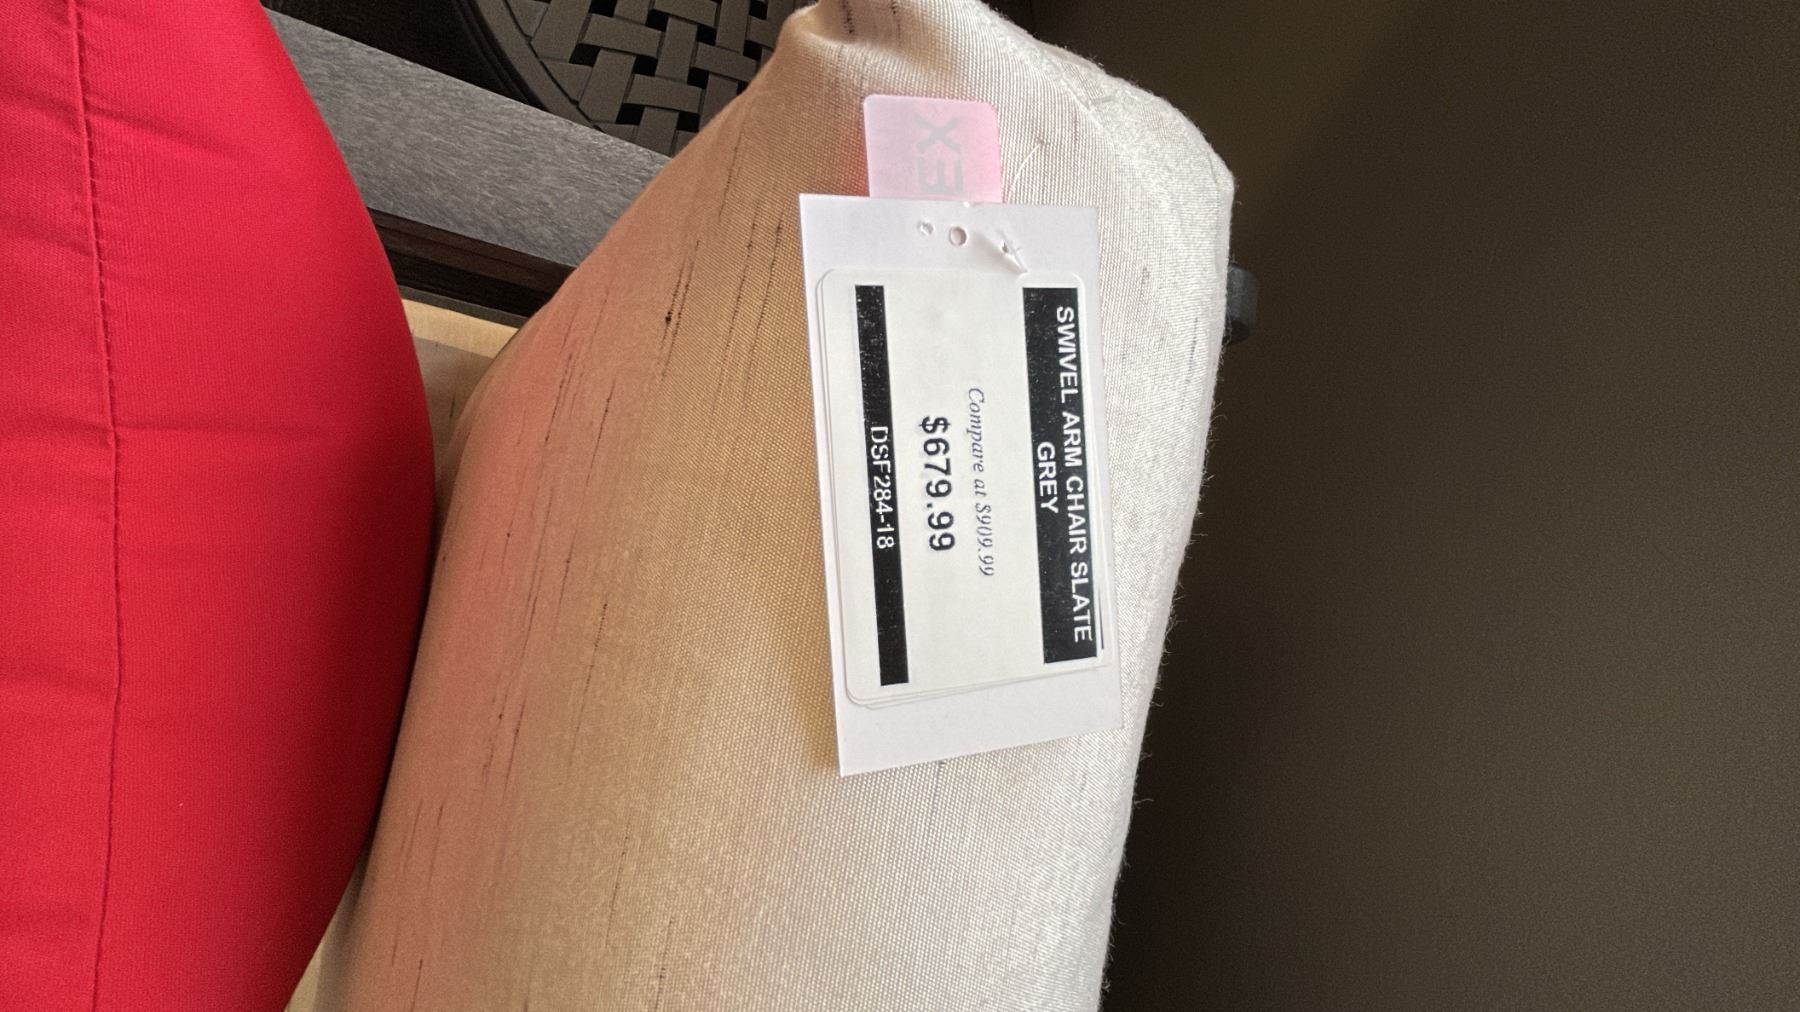 SWIVEL ARM CHAIR SLATE
GREY
Compare at $909.99
$679.99
DSF284-18